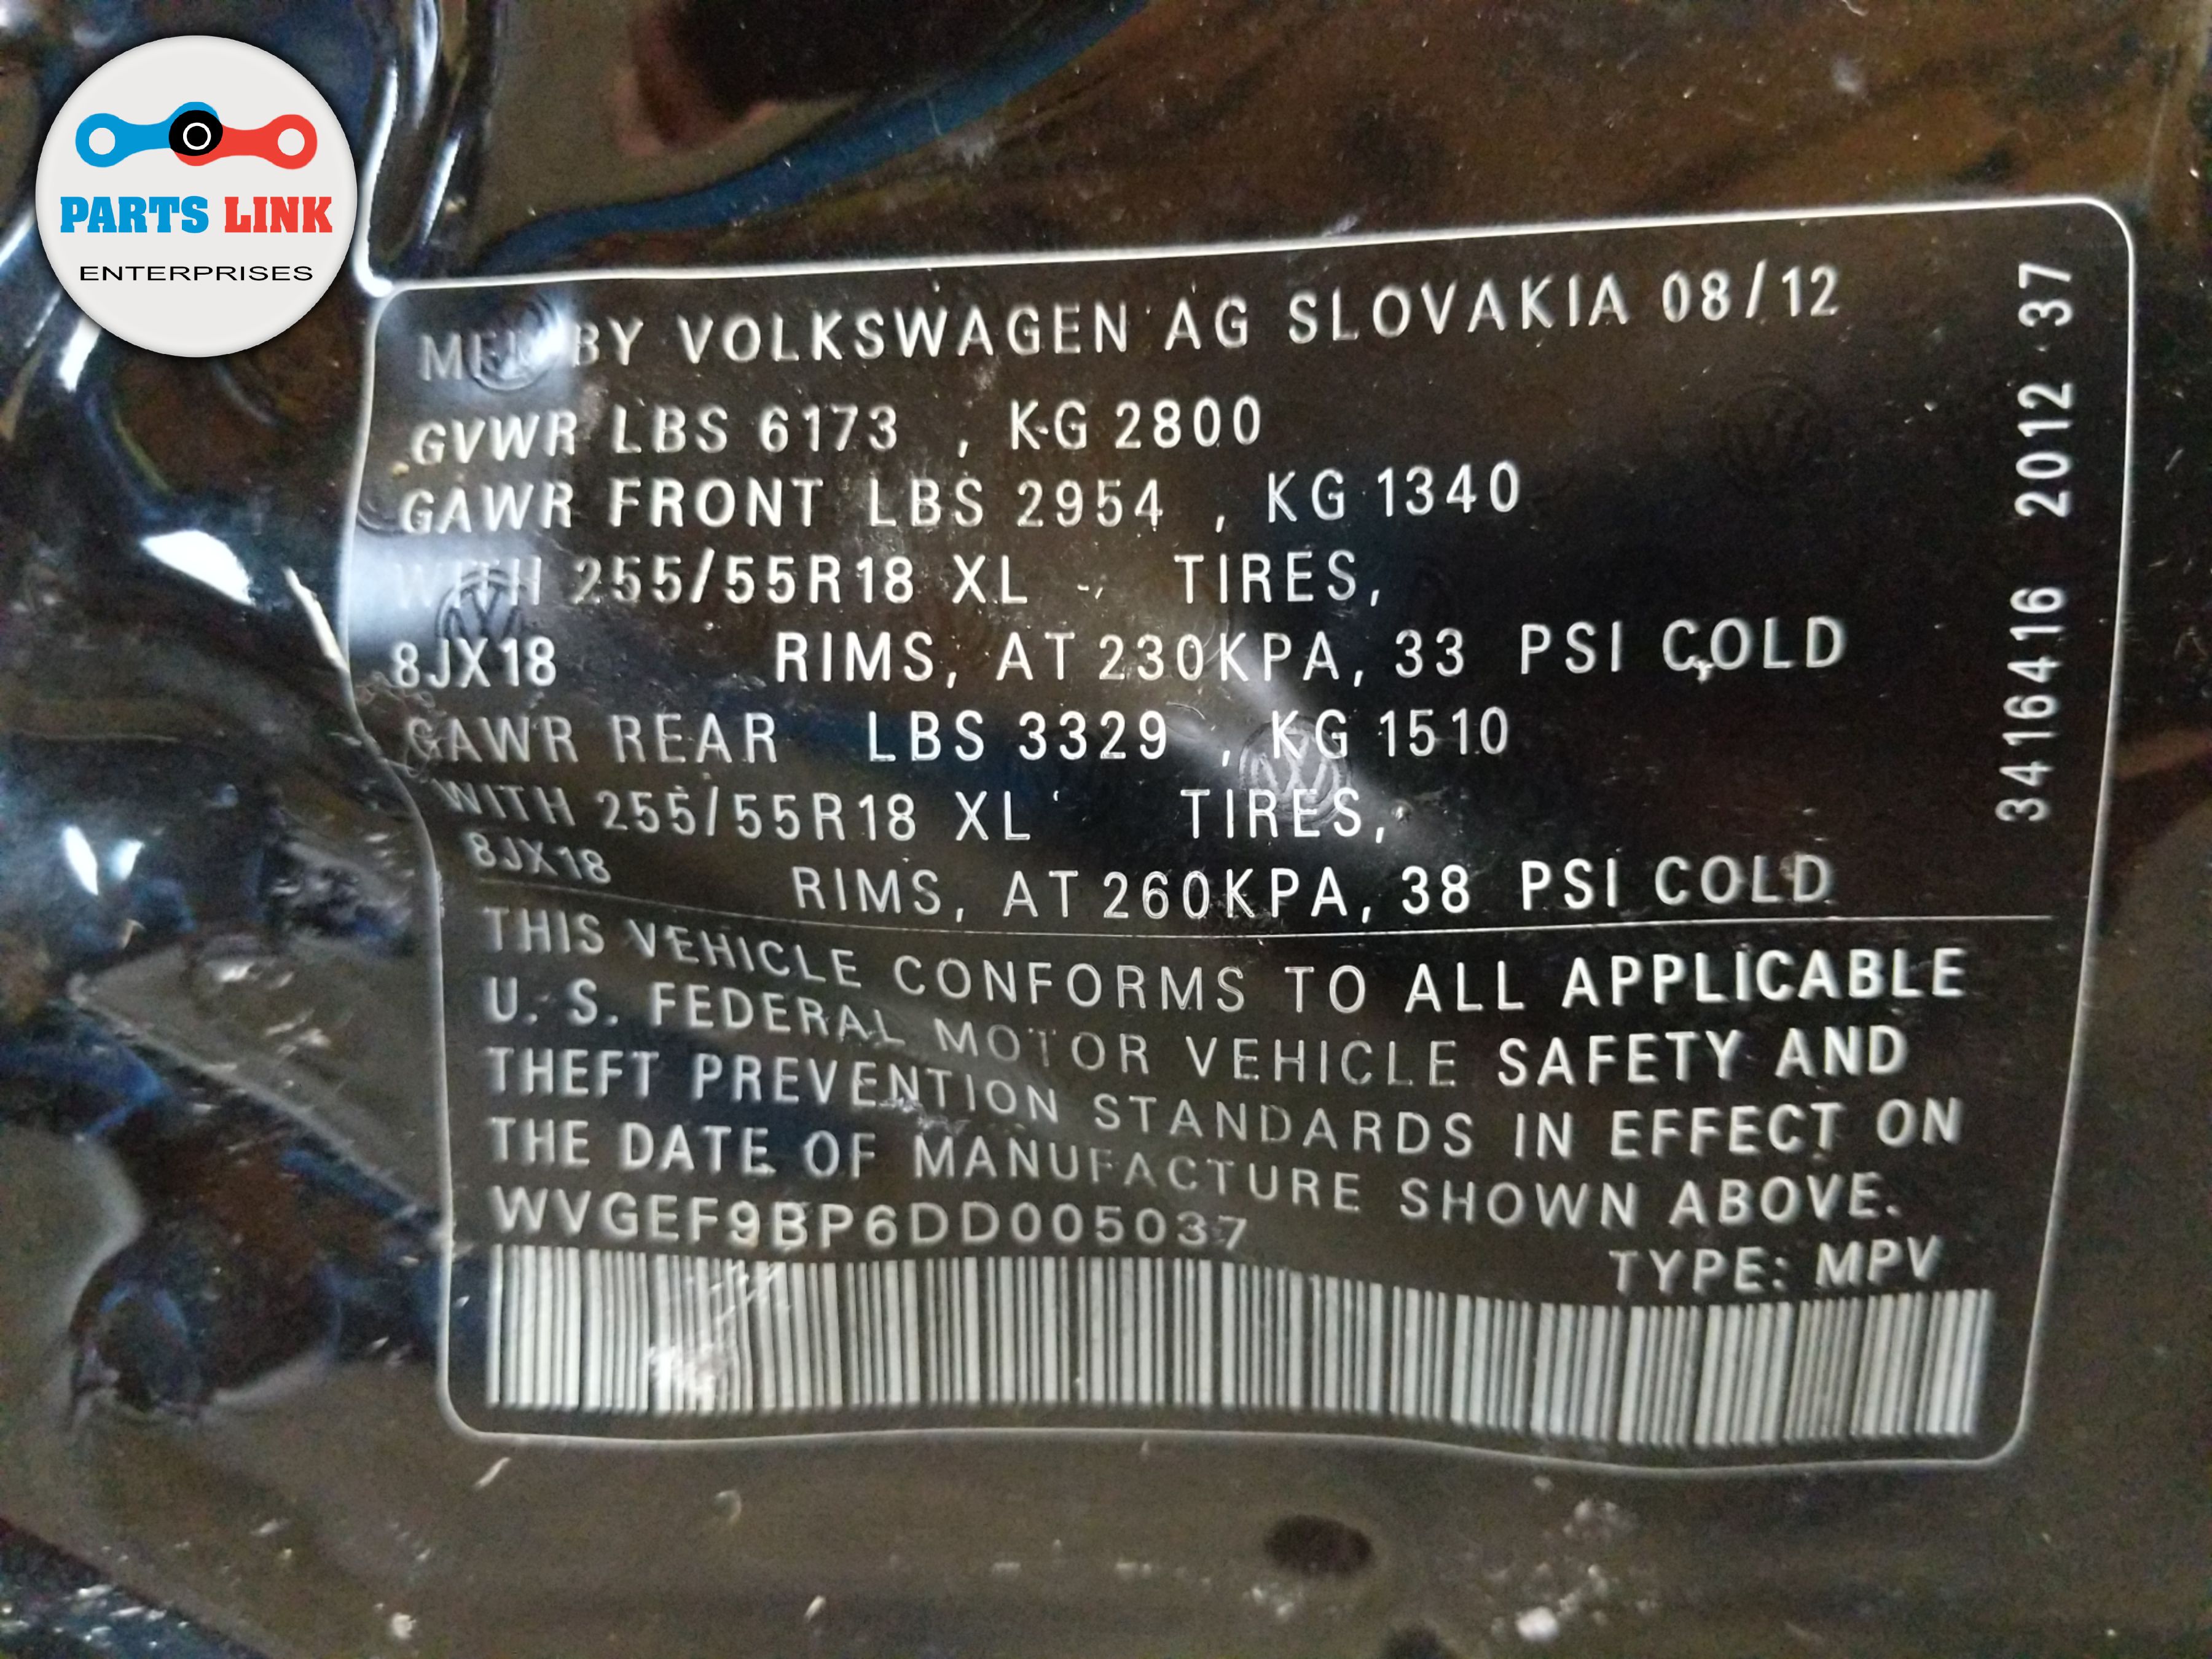 PARTS LINK
ENTERPRISES
MFD BY VOLKSWAGEN AG SLOVAKIA 08/12
GVWR LBS 6173 , KG 2800
GAWR FRONT LBS 2954 , KG 1340
WITH 255/55R18 XL TIRES,
8JX18 RIMS, AT 230KPA, 33 PSI COLD
GAWR REAR LBS 3329 , KG 1510
WITH 255/55R18 XL TIRES,
8JX18 RIMS, AT 260KPA, 38 PSI COLD
THIS VEHICLE CONFORMS TO ALL APPLICABLE
U. S. FEDERAL MOTOR VEHICLE SAFETY AND
THEFT PREVENTION STANDARDS IN EFFECT ON
THE DATE OF MANUFACTURE SHOWN ABOVE.
WVGEF9BP6DD005037
TYPE: MPV
3416416 2012 37